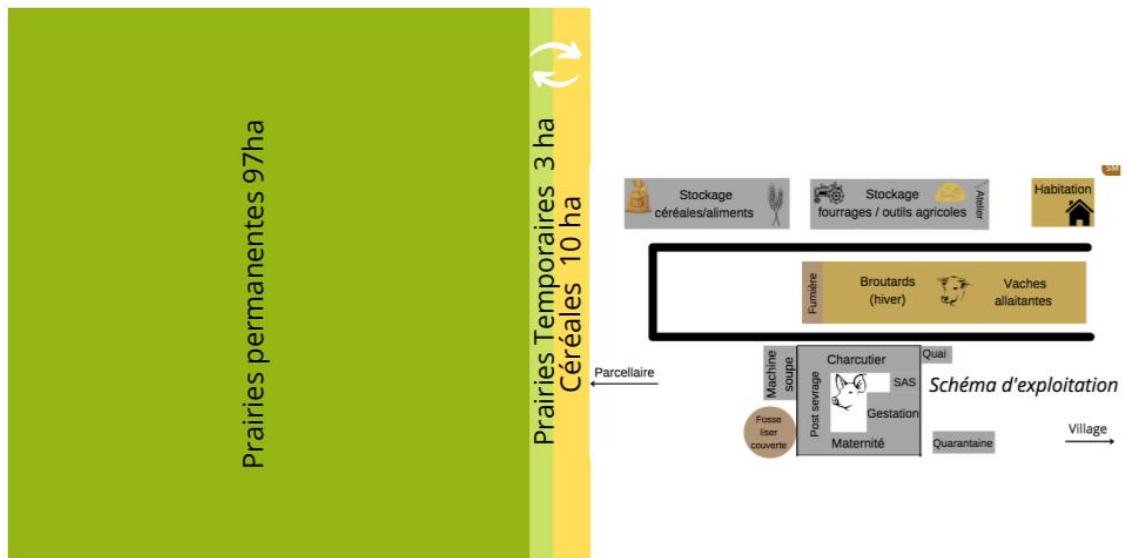 Prairies permanentes 97ha
Prairies Temporaires 3 ha
Céréales 10 ha
SM
Stockage
céréales/aliments
Stockage
fourrages / outils agricoles
Atelier
Habitation
Fumière
Broutards
(hiver)
Vaches
allaitantes
Parcellaire
Machine
soupe
Charcutier
Quai
Post sevrage
SAS
Gestation
Maternité
Schéma d'exploitation
Fosse
liser
couverte
Quarantaine
Village